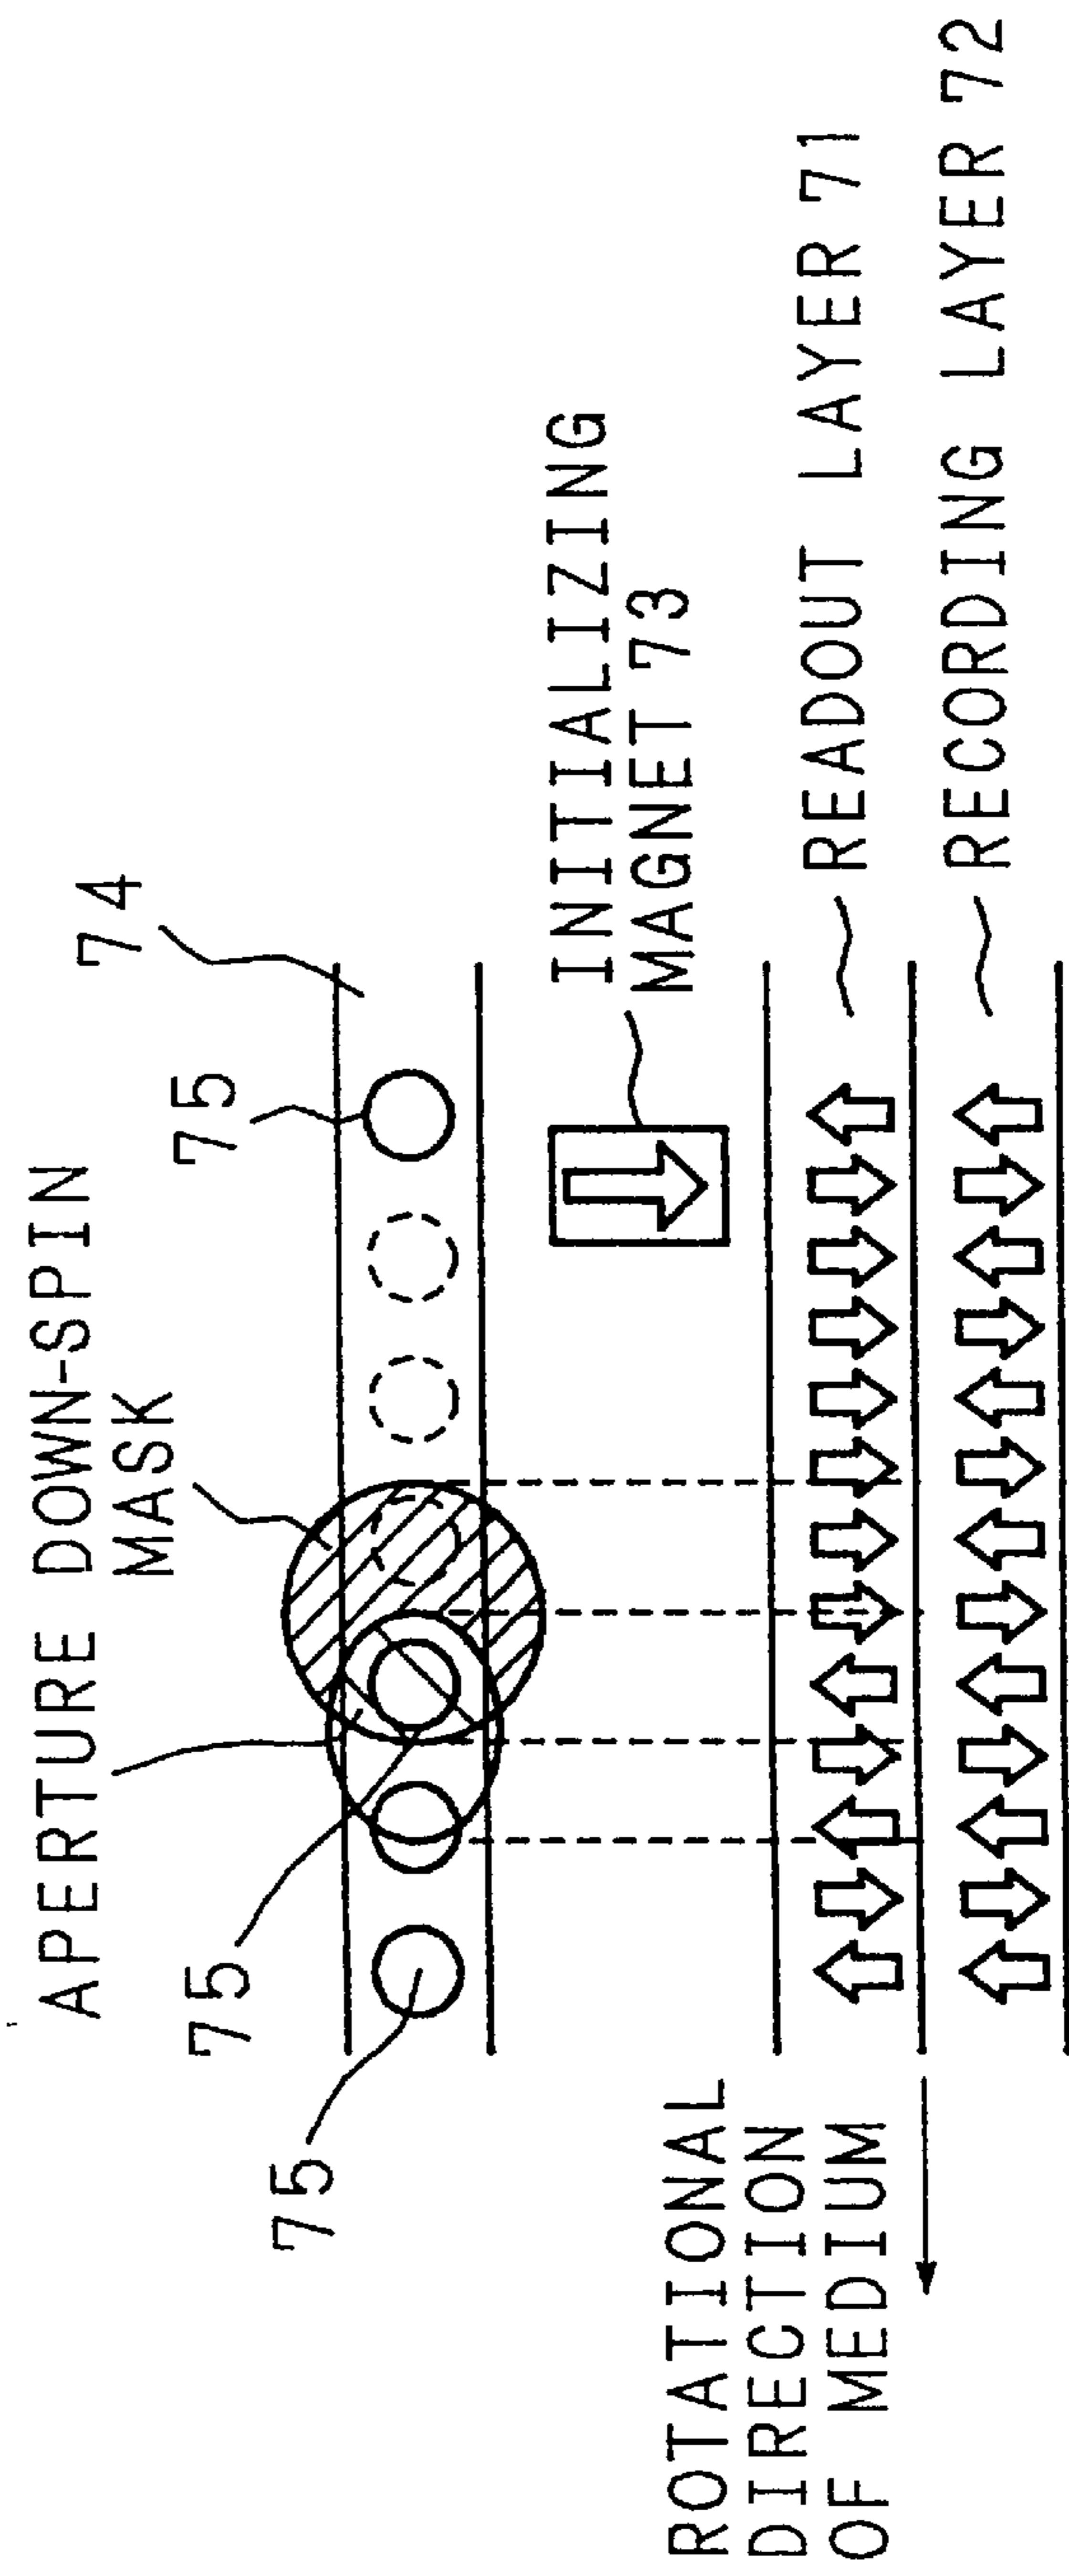 APERTURE DOWN-SPIN
MASK
75
74
75
75
INITIALIZING
MAGNET 73
READOUT LAYER 71
RECORDING LAYER 72
ROTATIONAL
DIRECTION
OF MEDIUM